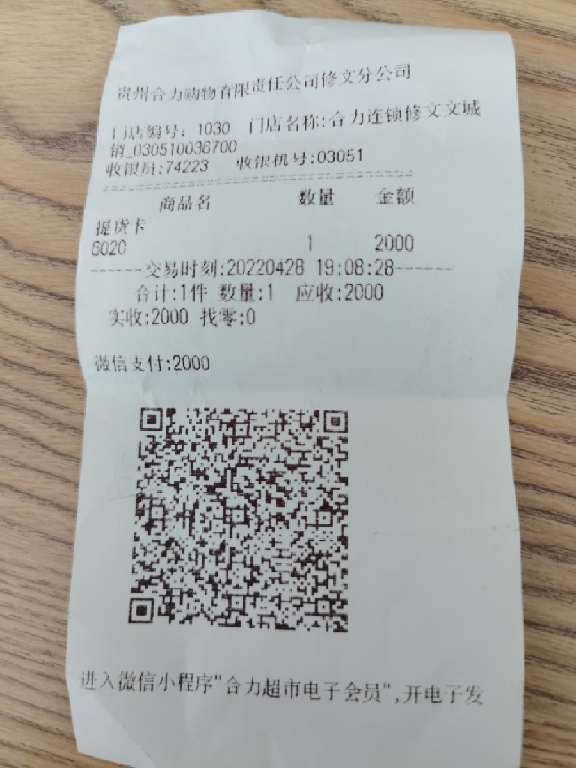 贵州合力购物有限责任公司修文分公司
门店编号: 1030 门店名称:合力连锁修文文城
销_030510036700
收银员:74223 收银机号:03051
商品名 数量 金额
提货卡
6020 1 2000
交易时刻:20220428 19:08:28
合计:1件 数量:1 应收:2000
实收:2000 找零:0
微信支付:2000
进入微信小程序"合力超市电子会员",开电子发